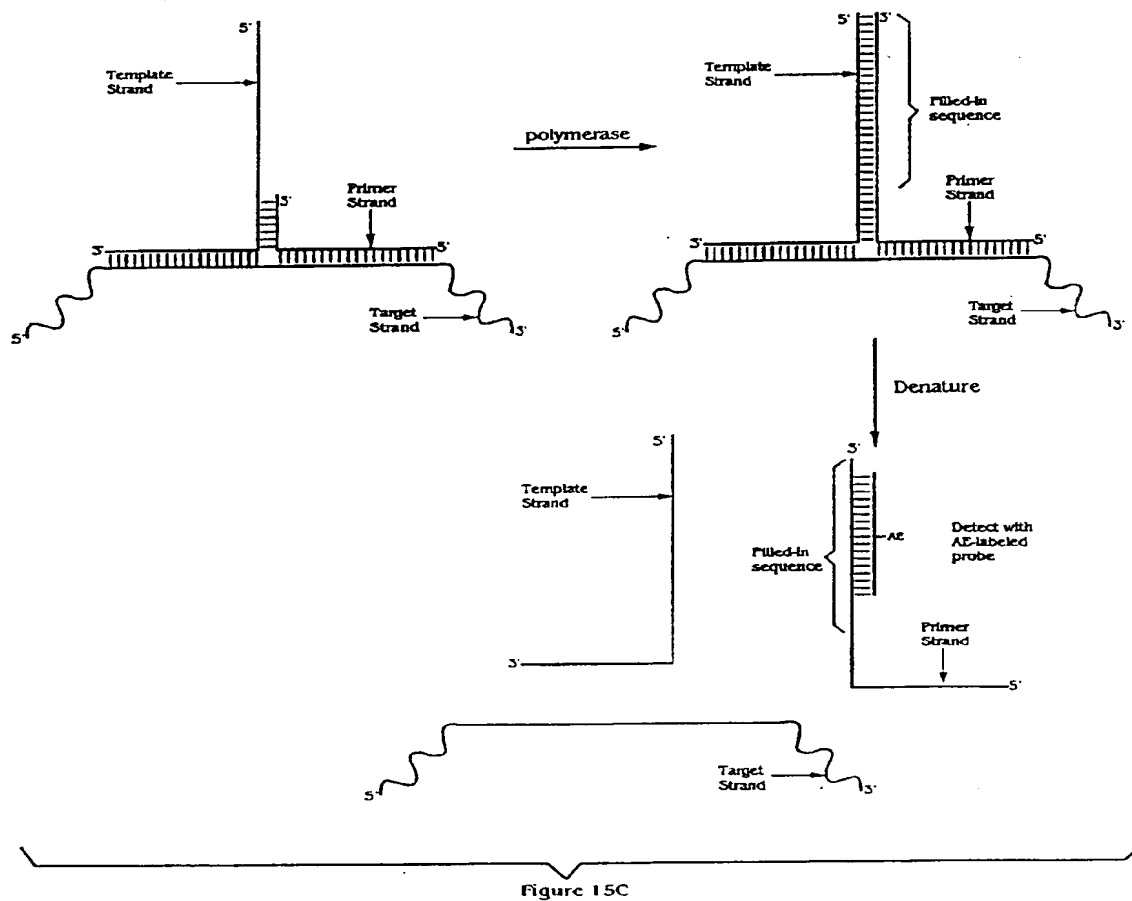 5'
Template
Strand
3'
Primer
Strand
3'
5'
Target
Strand
5'
3'
polymerase
5'
3'
Template
Strand
Filled-in
sequence
Primer
Strand
3'
5'
Target
Strand
5'
3'
Denature
5'
Template
Strand
3'
5'
Filled-in
sequence
AE
Detect with
AE-labeled
probe
Primer
Strand
5'
Target
Strand
5'
3'
Figure 15C